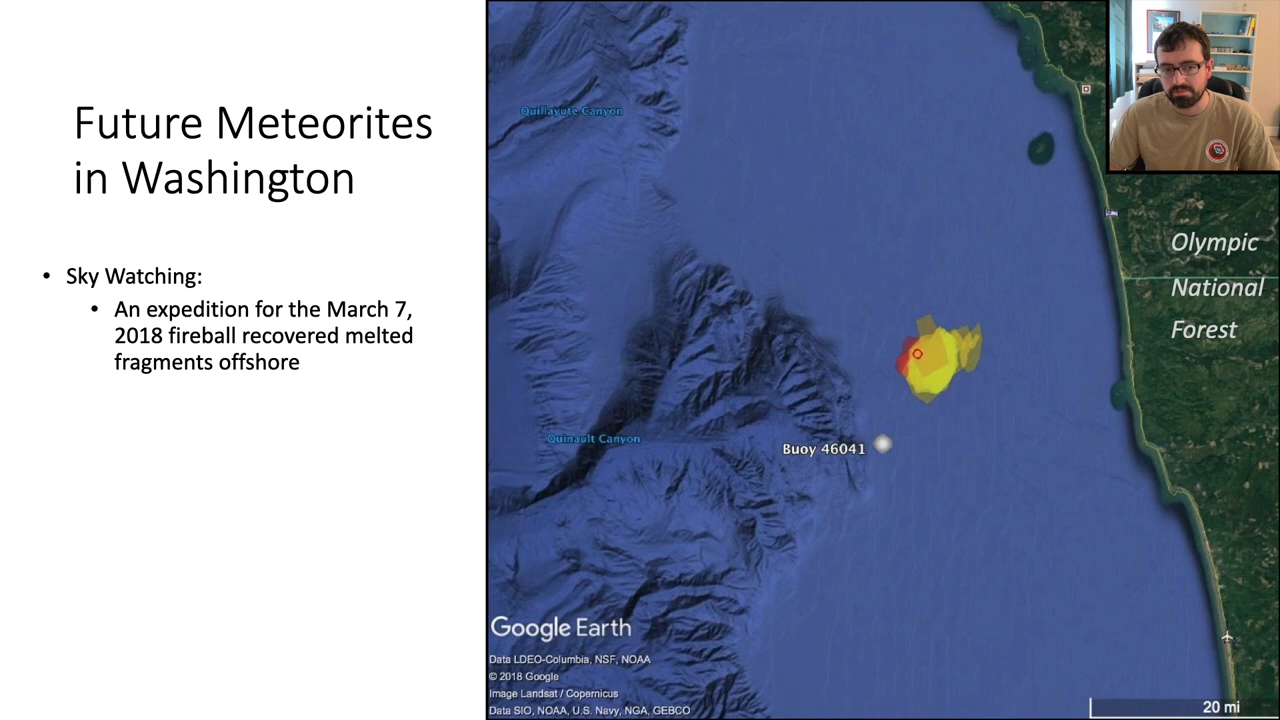 Future Meteorites
in Washington
• Sky Watching:
• An expedition for the March 7,
2018 fireball recovered melted
fragments offshore
Quillayute Canyon
Olympic
National
Forest
Quinault Canyon
Buoy 46041
Google Earth
Data LDEO-Columbia, NSF, NOAA
© 2018 Google
Image Landsat / Copernicus
Data SIO, NOAA, U.S. Navy, NGA, GEBCO
20 mi